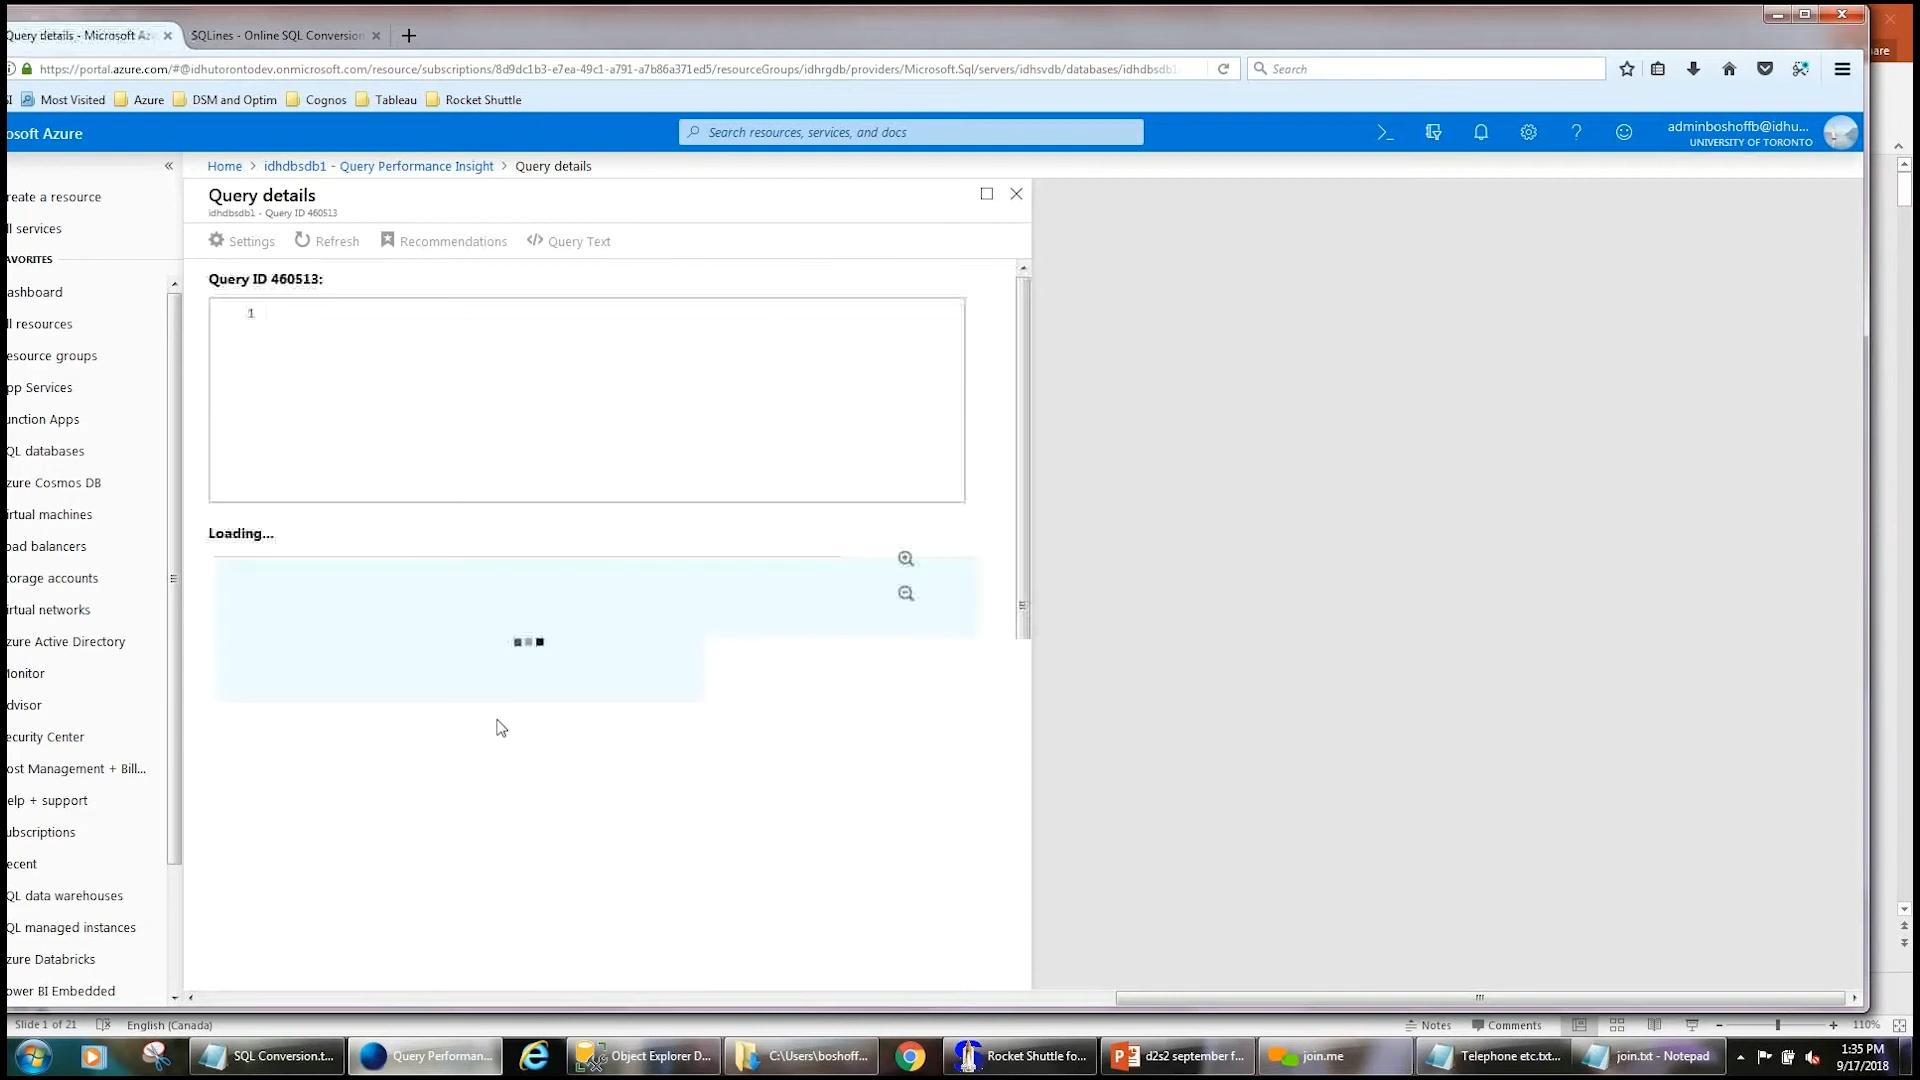 Query details - Microsoft Az
SQLines - Online SQL Conversion
are
https://portal.azure.com/#@idhutorontodev.onmicrosoft.com/resource/subscriptions/8d9dc1b3-e7ea-49c1-a791-a7b86a371ed5/resourceGroups/idhrgdb/providers/Microsoft.Sql/servers/idhsvdb/databases/idhdbsdb1
Search
Most Visited Azure DSM and Optim Cognos Tableau Rocket Shuttle
osoft Azure
Search resources, services, and docs
adminboshoffb@idhu...
UNIVERSITY OF TORONTO
Home > idhdbsdb1 - Query Performance Insight > Query details
reate a resource
ll services
AVORITES
ashboard
ll resources
esource groups
pp Services
unction Apps
QL databases
zure Cosmos DB
irtual machines
oad balancers
torage accounts
irtual networks
zure Active Directory
Monitor
dvisor
ecurity Center
ost Management + Bill...
elp + support
ubscriptions
ecent
QL data warehouses
QL managed instances
zure Databricks
ower BI Embedded
Query details
idhdbsdb1 - Query ID 460513
Settings Refresh Recommendations Query Text
Query ID 460513:
1
Loading...
Slide 1 of 21 English (Canada) Notes Comments 110%
SQL Conversion.t... Query Performan... Object Explorer D... C:\Users\boshoff... Rocket Shuttle fo... d2s2 september f... join.me Telephone etc.txt... join.txt - Notepad
1:35 PM
9/17/2018